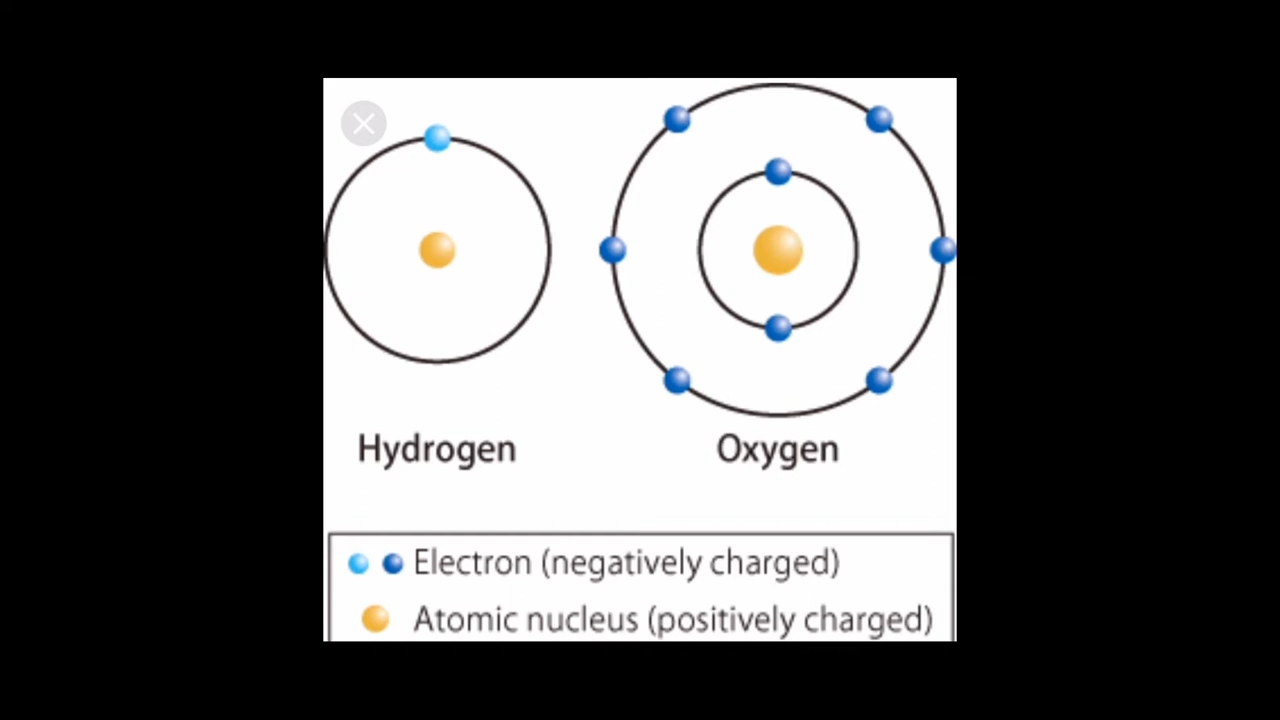 Hydrogen
Oxygen
Electron (negatively charged)
Atomic nucleus (positively charged)